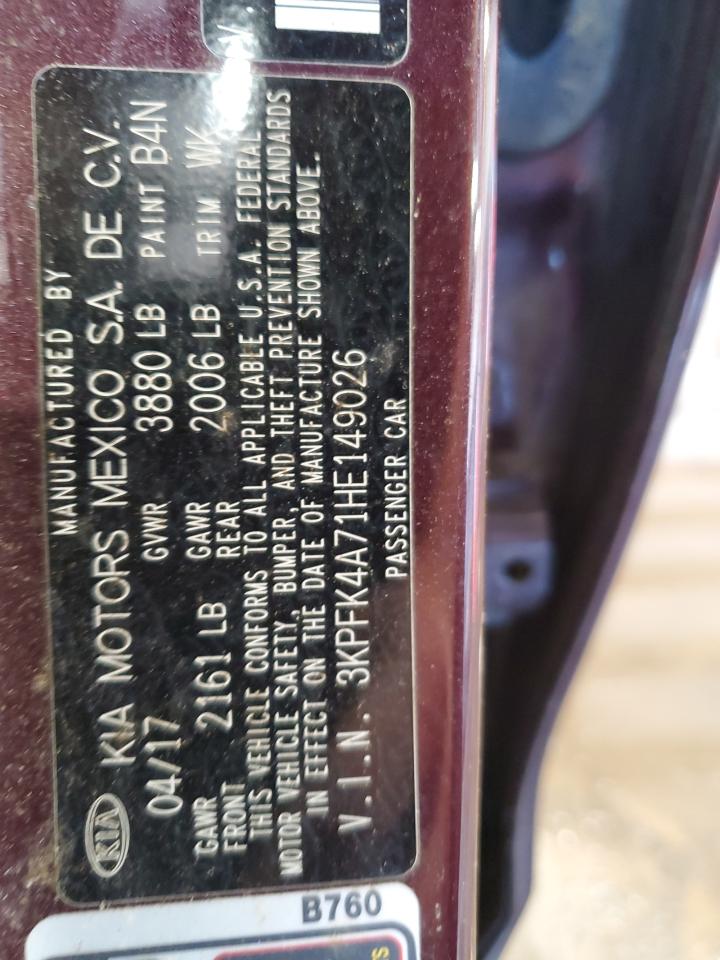 MANUFACTURED BY
KIA KIA MOTORS MEXICO S.A. DE C.V.
04/17 GVWR 3880 LB PAINT B4N
GAWR FRONT 2161 LB GAWR REAR 2006 LB TRIM WK
THIS VEHICLE CONFORMS TO ALL APPLICABLE U.S.A. FEDERAL
MOTOR VEHICLE SAFETY, BUMPER, AND THEFT PREVENTION STANDARDS
IN EFFECT ON THE DATE OF MANUFACTURE SHOWN ABOVE.
V.I.N. 3KPFK4A71HE149026
PASSENGER CAR
B760